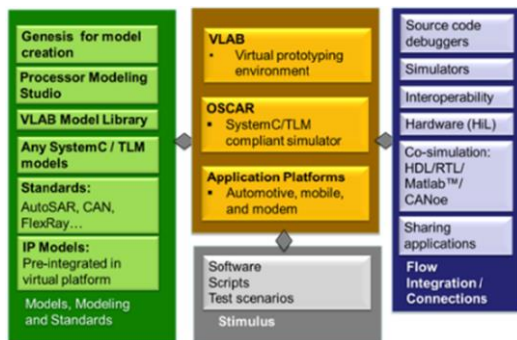 Genesis for model
creation
Processor Modeling
Studio
VLAB Model Library
Any SystemC / TLM
models
Standards:
AutoSAR, CAN,
FlexRay...
IP Models:
Pre-integrated in
virtual platform
Models, Modeling
and Standards
VLAB
• Virtual prototyping
environment
OSCAR
▪ SystemC/TLM
compliant simulator
Application Platforms
▪ Automotive, mobile,
and modem
Software
Scripts
Test scenarios
Stimulus
Source code
debuggers
Simulators
Interoperability
Hardware (HiL)
Co-simulation:
HDL/RTL/
Matlab™/
CANoe
Sharing
applications
Flow
Integration /
Connections